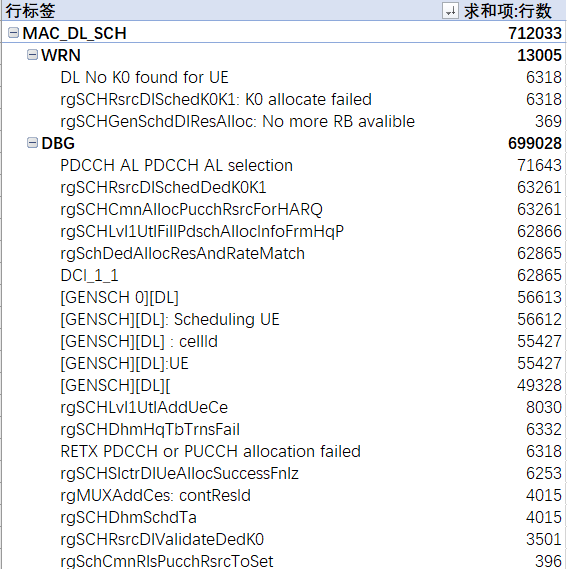 行标签 求和项:行数
MAC_DL_SCH 712033
WRN 13005
DL No K0 found for UE 6318
rgSCHRsrcDlSchedK0K1: K0 allocate failed 6318
rgSCHGenSchdDlResAlloc: No more RB avalible 369
DBG 699028
PDCCH AL PDCCH AL selection 71643
rgSCHRsrcDlSchedDedK0K1 63261
rgSCHCmnAllocPucchRsrcForHARQ 63261
rgSCHLvl1UtlFillPdschAllocInfoFrmHqP 62866
rgSchDedAllocResAndRateMatch 62865
DCI_1_1 62865
[GENSCH 0][DL] 56613
[GENSCH][DL]: Scheduling UE 56612
[GENSCH][DL] : cellId 55427
[GENSCH][DL]:UE 55427
[GENSCH][DL][ 49328
rgSCHLvl1UtlAddUeCe 8030
rgSCHDhmHqTbTrnsFail 6332
RETX PDCCH or PUCCH allocation failed 6318
rgSCHSlctrDlUeAllocSuccessFnlz 6253
rgMUXAddCes: contResId 4015
rgSCHDhmSchdTa 4015
rgSCHRsrcDlValidateDedK0 3501
rgSchCmnRlsPucchRsrcToSet 396